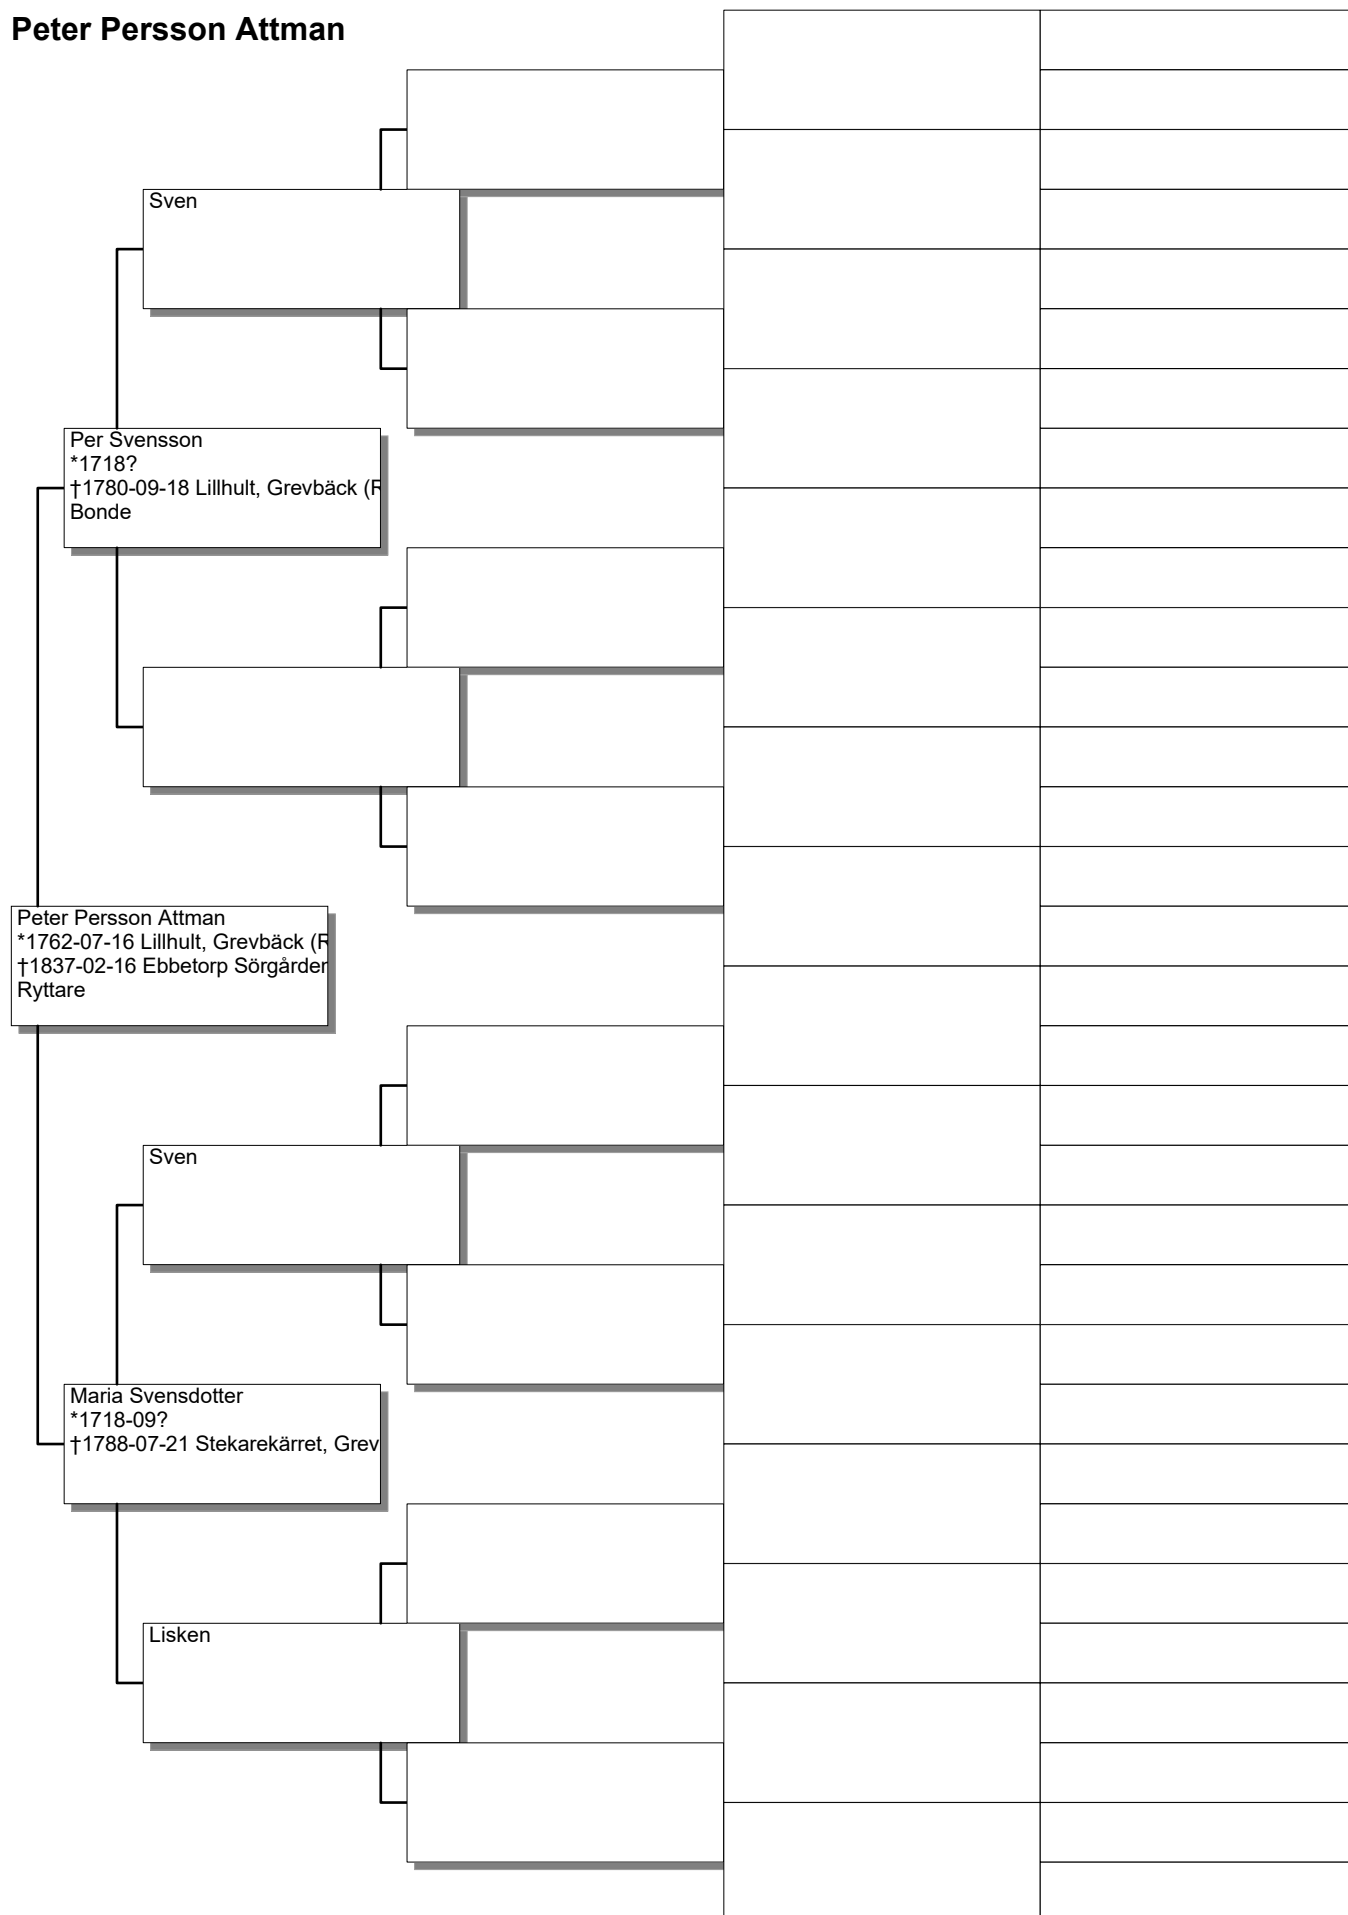 Peter Persson Attman
Sven
Per Svensson
*1718?
†1780-09-18 Lillhult, Grevbäck (R
Bonde
Peter Persson Attman
*1762-07-16 Lillhult, Grevbäck (R
†1837-02-16 Ebbetorp Sörgården
Ryttare
Sven
Maria Svensdotter
*1718-09?
†1788-07-21 Stekarekärret, Grev
Lisken